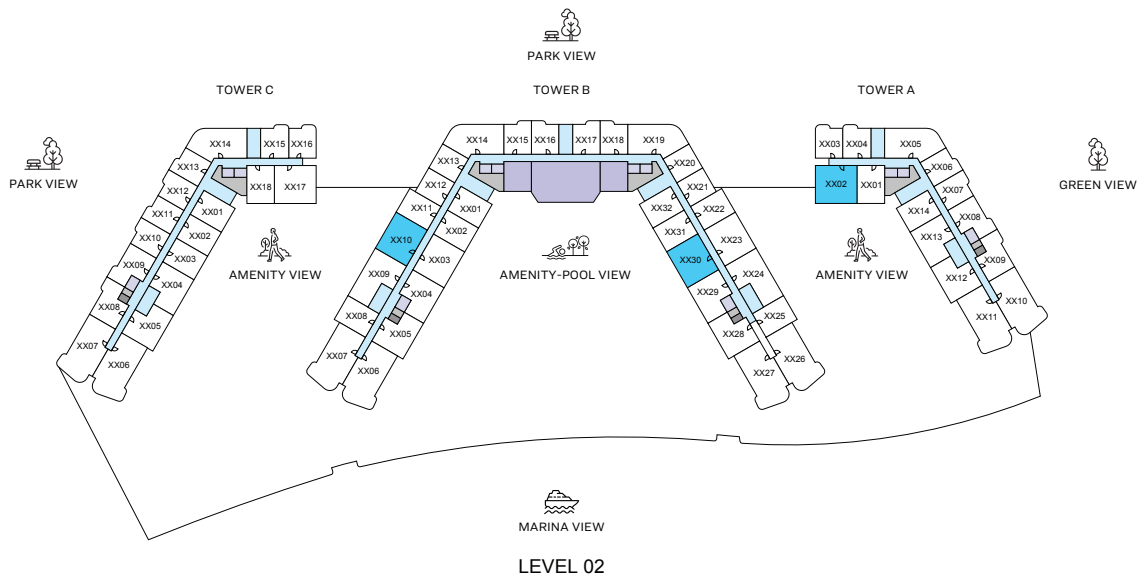 PARK VIEW
TOWER C
TOWER B
TOWER A
PARK VIEW
GREEN VIEW
XX14
XX15
XX16
XX13
XX12
XX11
XX10
XX09
XX08
XX07
XX06
XX05
XX04
XX03
XX02
XX01
XX18
XX17
AMENITY VIEW
XX14
XX15
XX16
XX17
XX18
XX19
XX13
XX12
XX11
XX10
XX09
XX08
XX07
XX06
XX05
XX04
XX03
XX02
XX01
AMENITY-POOL VIEW
XX20
XX21
XX22
XX23
XX24
XX25
XX26
XX27
XX28
XX29
XX30
XX31
XX32
AMENITY VIEW
XX03
XX04
XX05
XX02
XX01
XX06
XX07
XX08
XX09
XX10
XX11
XX12
XX13
XX14
MARINA VIEW
LEVEL 02